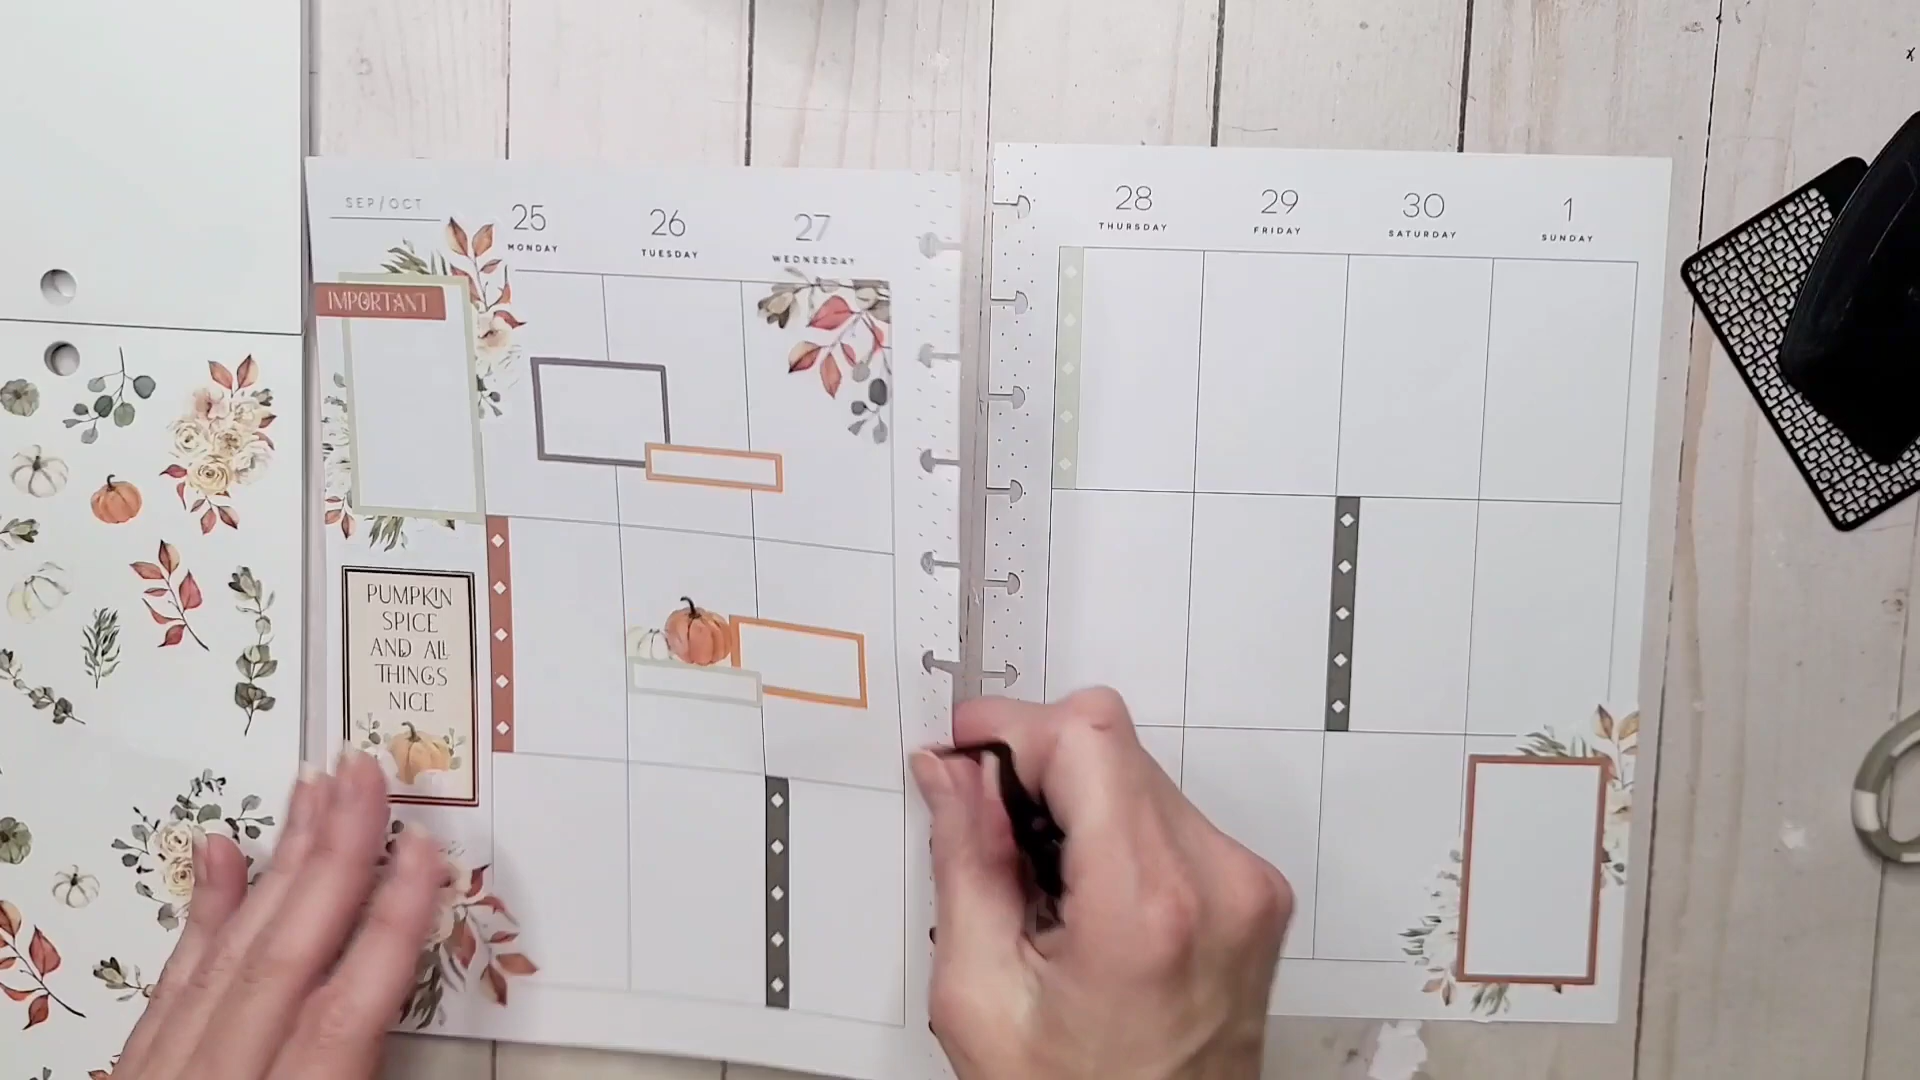 SEP/OCT
25
MONDAY
26
TUESDAY
27
WEDNESDAY
28
THURSDAY
29
FRIDAY
30
SATURDAY
1
SUNDAY
IMPORTANT
PUMPKIN
SPICE
AND ALL
THINGS
NICE